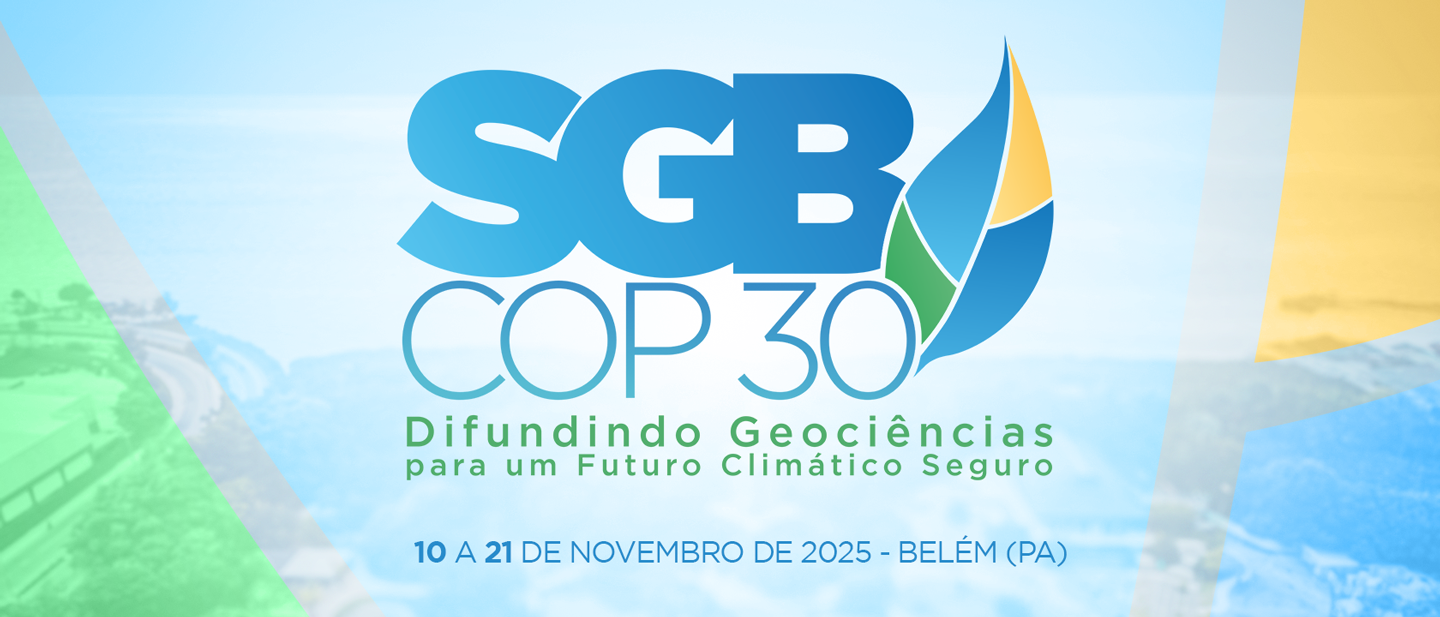 SGB
COP 30
Difundindo Geociências
para um Futuro Climático Seguro
10 A 21 DE NOVEMBRO DE 2025 - BELÉM (PA)